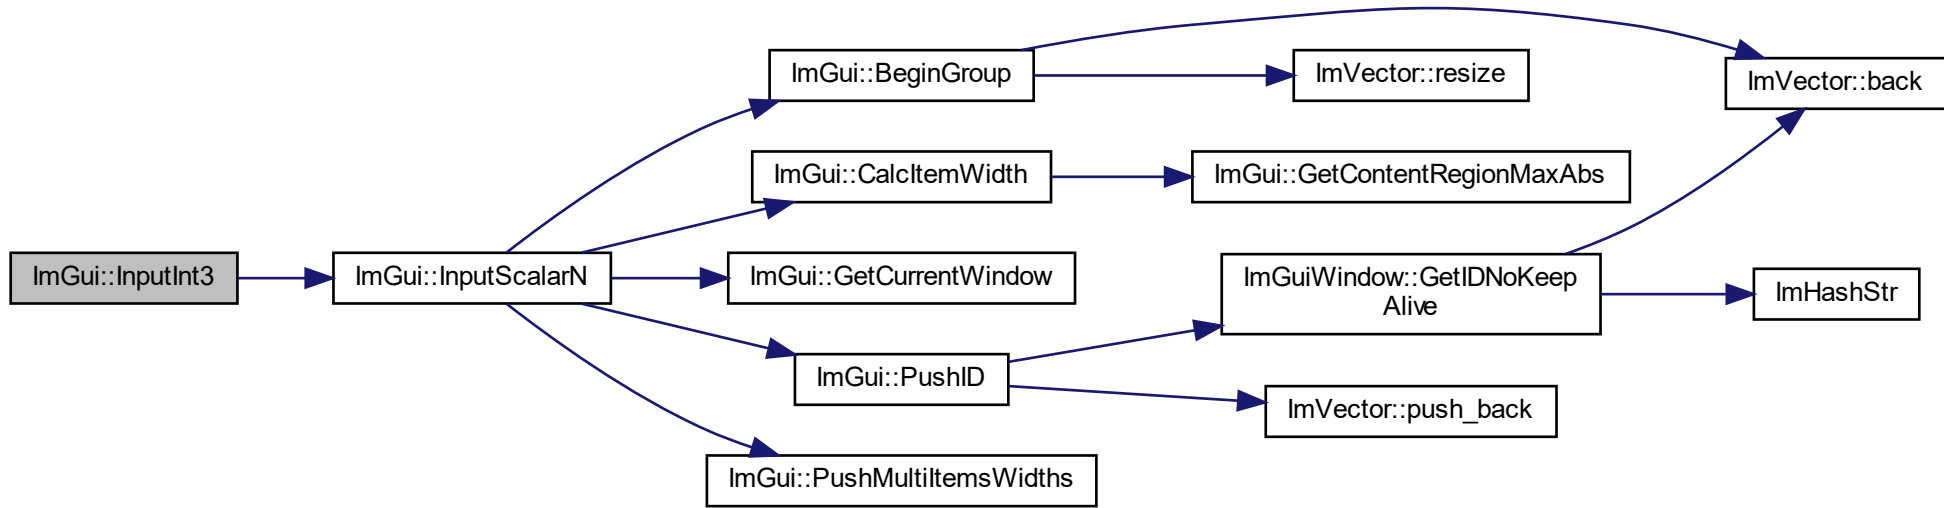 ImGui::InputInt3
ImGui::InputScalarN
ImGui::BeginGroup
ImVector::resize
ImVector::back
ImGui::CalcItemWidth
ImGui::GetContentRegionMaxAbs
ImGui::GetCurrentWindow
ImGui::PushID
ImGuiWindow::GetIDNoKeep
Alive
ImHashStr
ImVector::push_back
ImGui::PushMultiItemsWidths